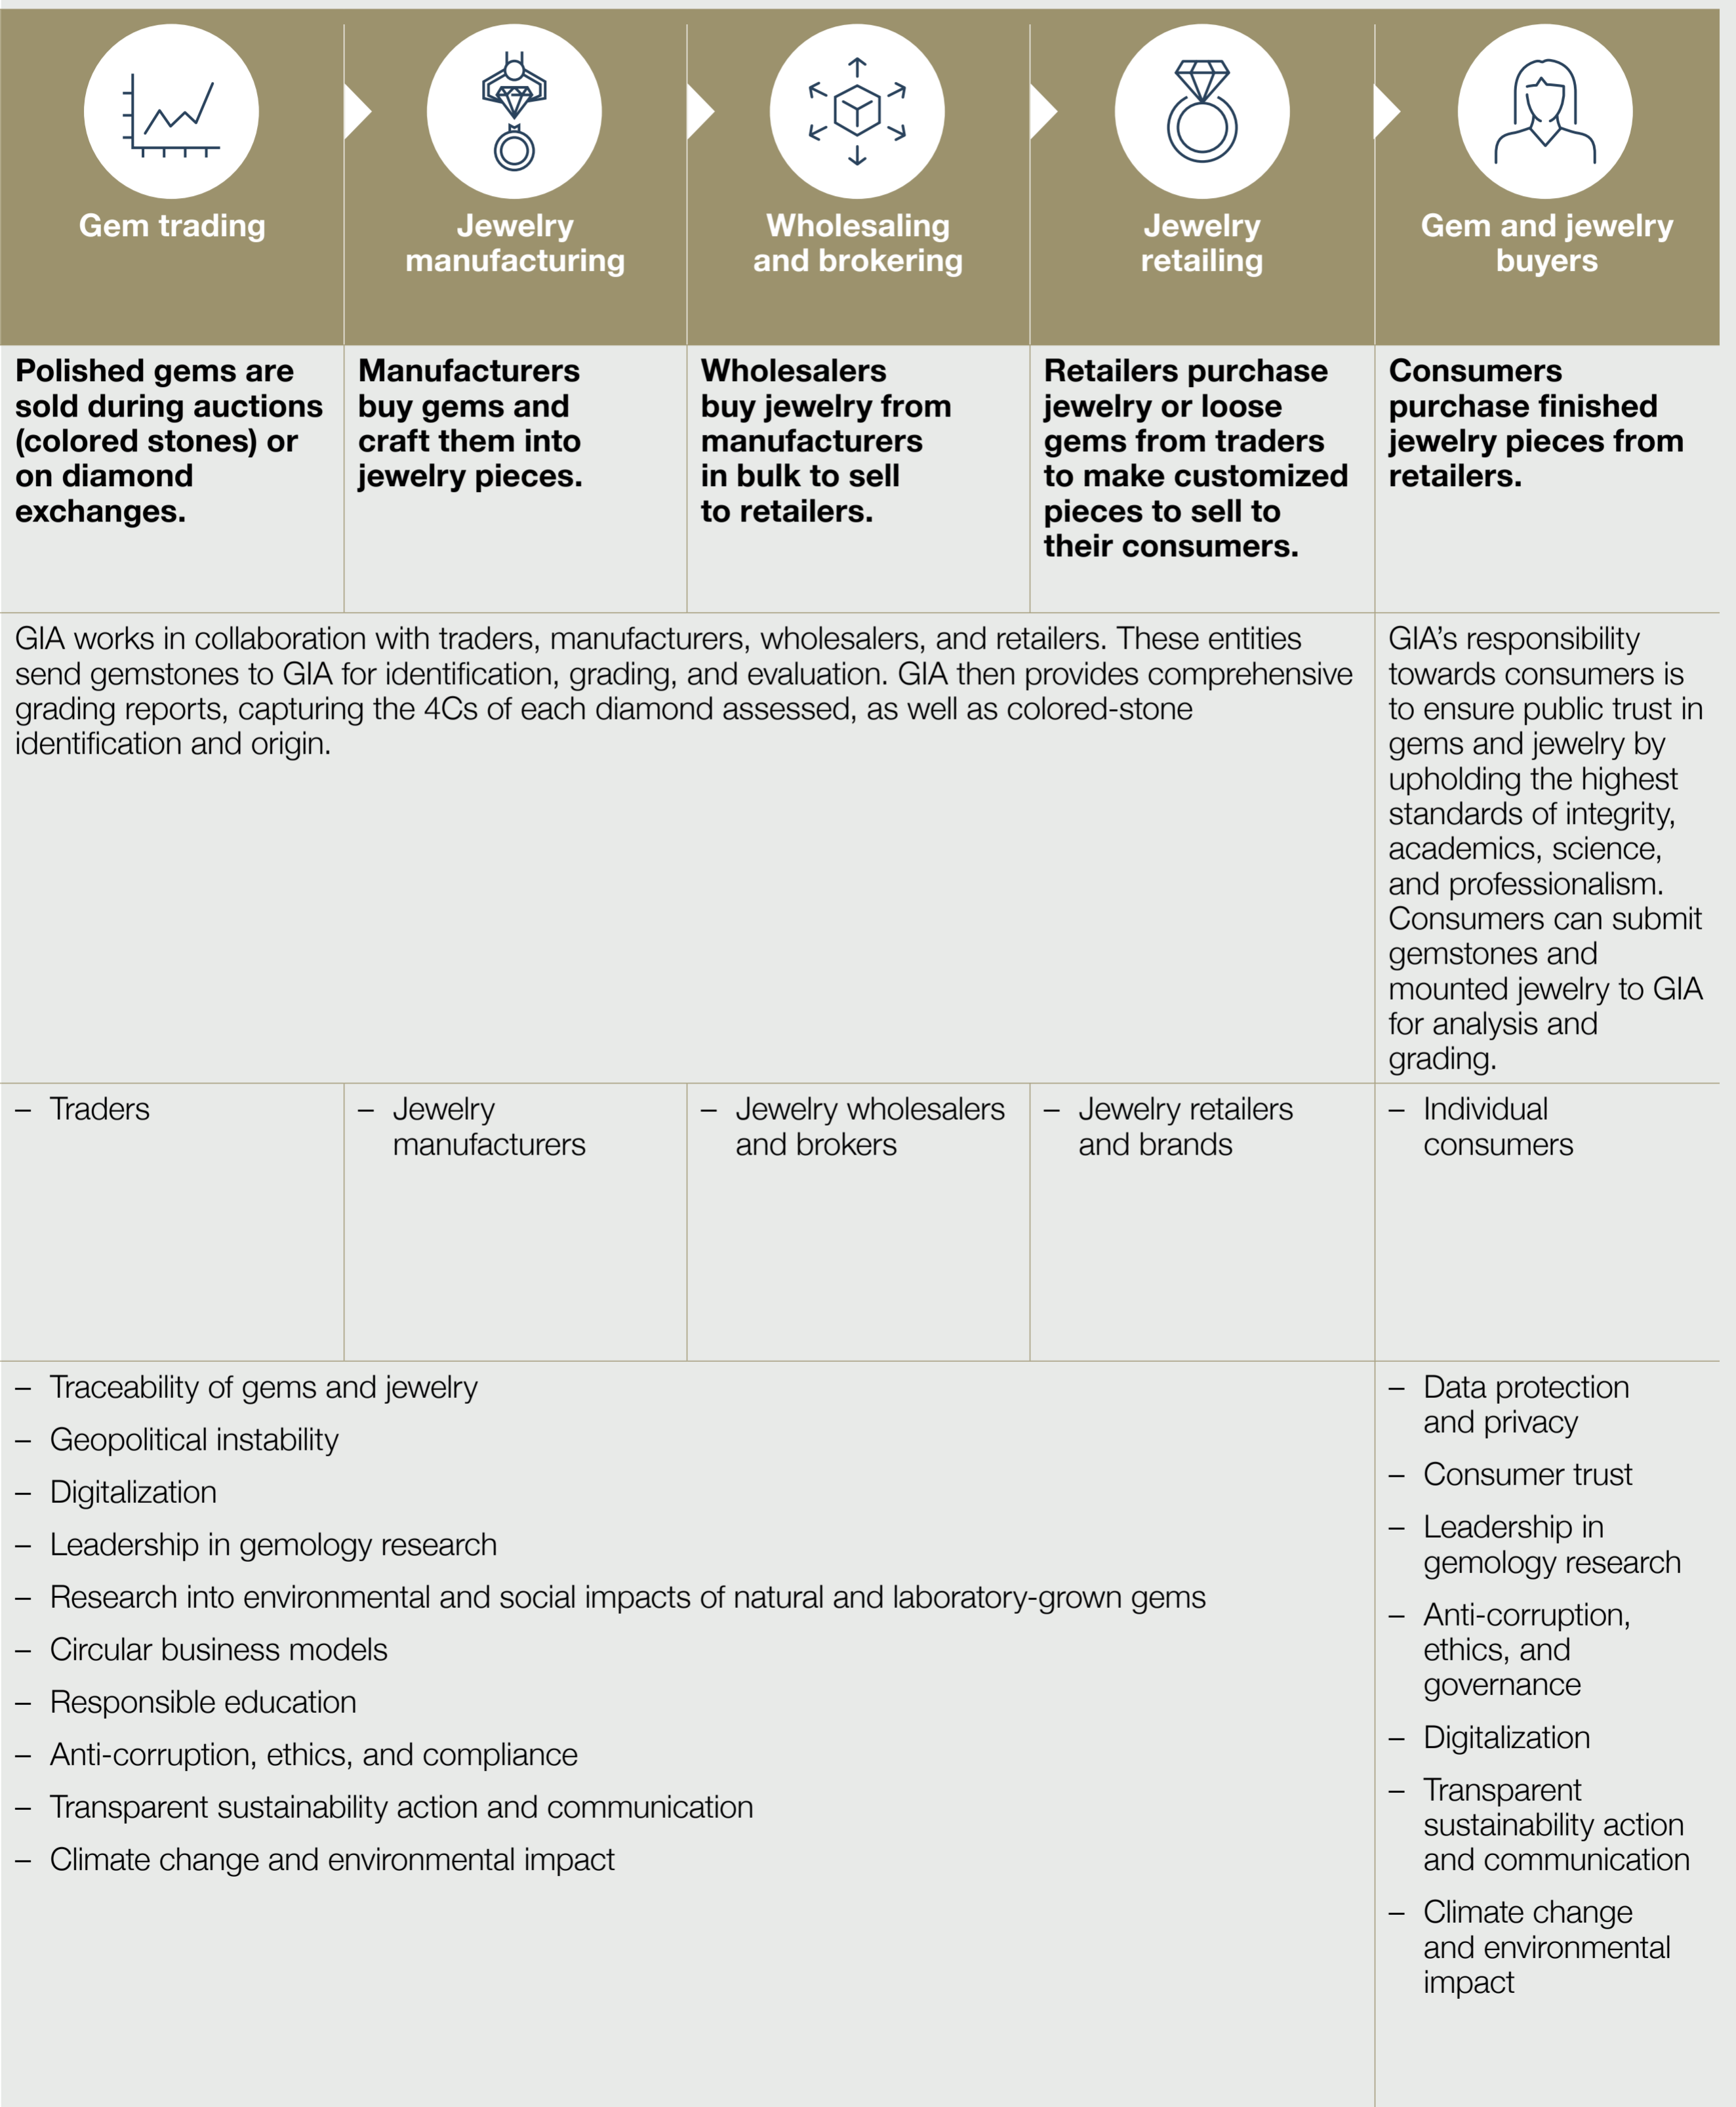 Gem trading
Jewelry
manufacturing
Wholesaling
and brokering
Jewelry
retailing
Gem and jewelry
buyers
Polished gems are
sold during auctions
(colored stones) or
on diamond
exchanges.
Manufacturers
buy gems and
craft them into
jewelry pieces.
Wholesalers
buy jewelry from
manufacturers
in bulk to sell
to retailers.
Retailers purchase
jewelry or loose
gems from traders
to make customized
pieces to sell to
their consumers.
Consumers
purchase finished
jewelry pieces from
retailers.
GIA works in collaboration with traders, manufacturers, wholesalers, and retailers. These entities
send gemstones to GIA for identification, grading, and evaluation. GIA then provides comprehensive
grading reports, capturing the 4Cs of each diamond assessed, as well as colored-stone
identification and origin.
GIA’s responsibility
towards consumers is
to ensure public trust in
gems and jewelry by
upholding the highest
standards of integrity,
academics, science,
and professionalism.
Consumers can submit
gemstones and
mounted jewelry to GIA
for analysis and
grading.
– Traders
– Jewelry
manufacturers
– Jewelry wholesalers
and brokers
– Jewelry retailers
and brands
– Individual
consumers
– Traceability of gems and jewelry
– Geopolitical instability
– Digitalization
– Leadership in gemology research
– Research into environmental and social impacts of natural and laboratory-grown gems
– Circular business models
– Responsible education
– Anti-corruption, ethics, and compliance
– Transparent sustainability action and communication
– Climate change and environmental impact
– Data protection
and privacy
– Consumer trust
– Leadership in
gemology research
– Anti-corruption,
ethics, and
governance
– Digitalization
– Transparent
sustainability action
and communication
– Climate change
and environmental
impact